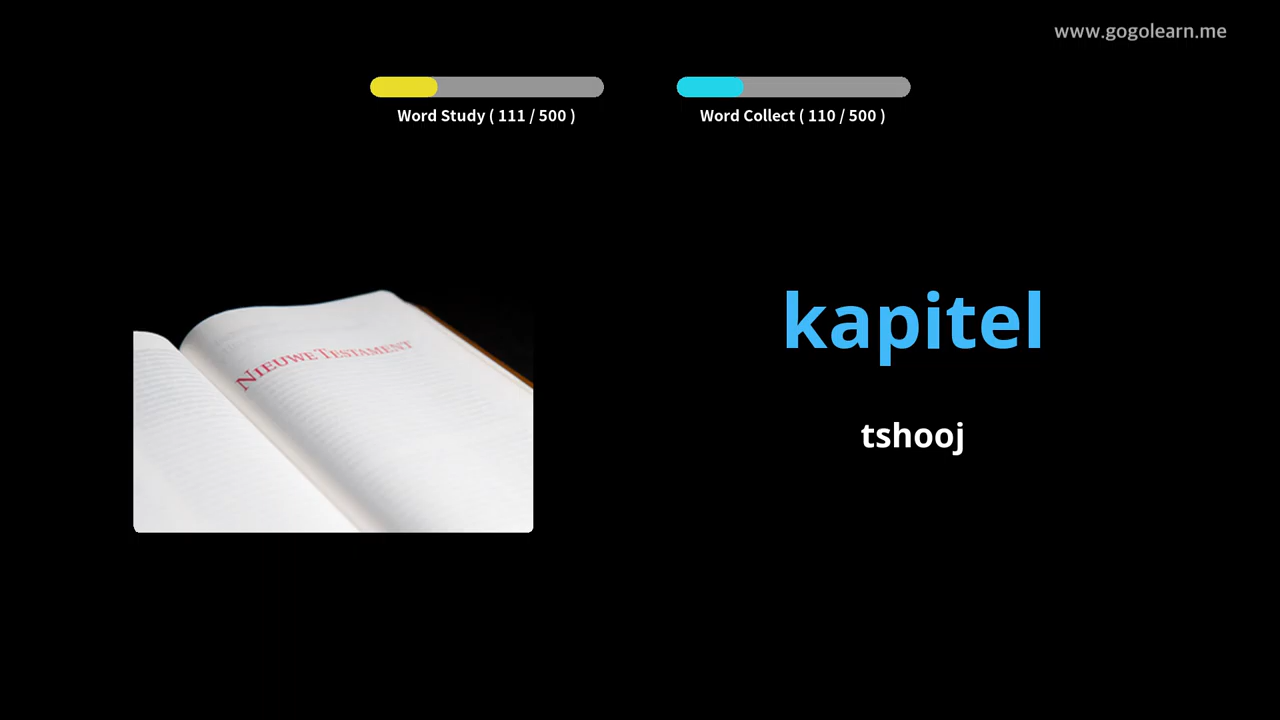 www.gogolearn.me
Word Study ( 111 / 500 )
Word Collect ( 110 / 500 )
NIEUWE TESTAMENT
kapitel
tshooj